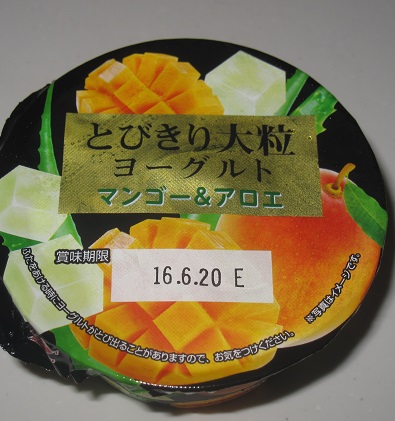 とびきり大粒
ヨーグルト
マンゴー&アロエ
賞味期限
16.6.20 E
※写真はイメージです。
ふたをあける時にヨーグルトがとび出ることがありますので、お気をつけください。